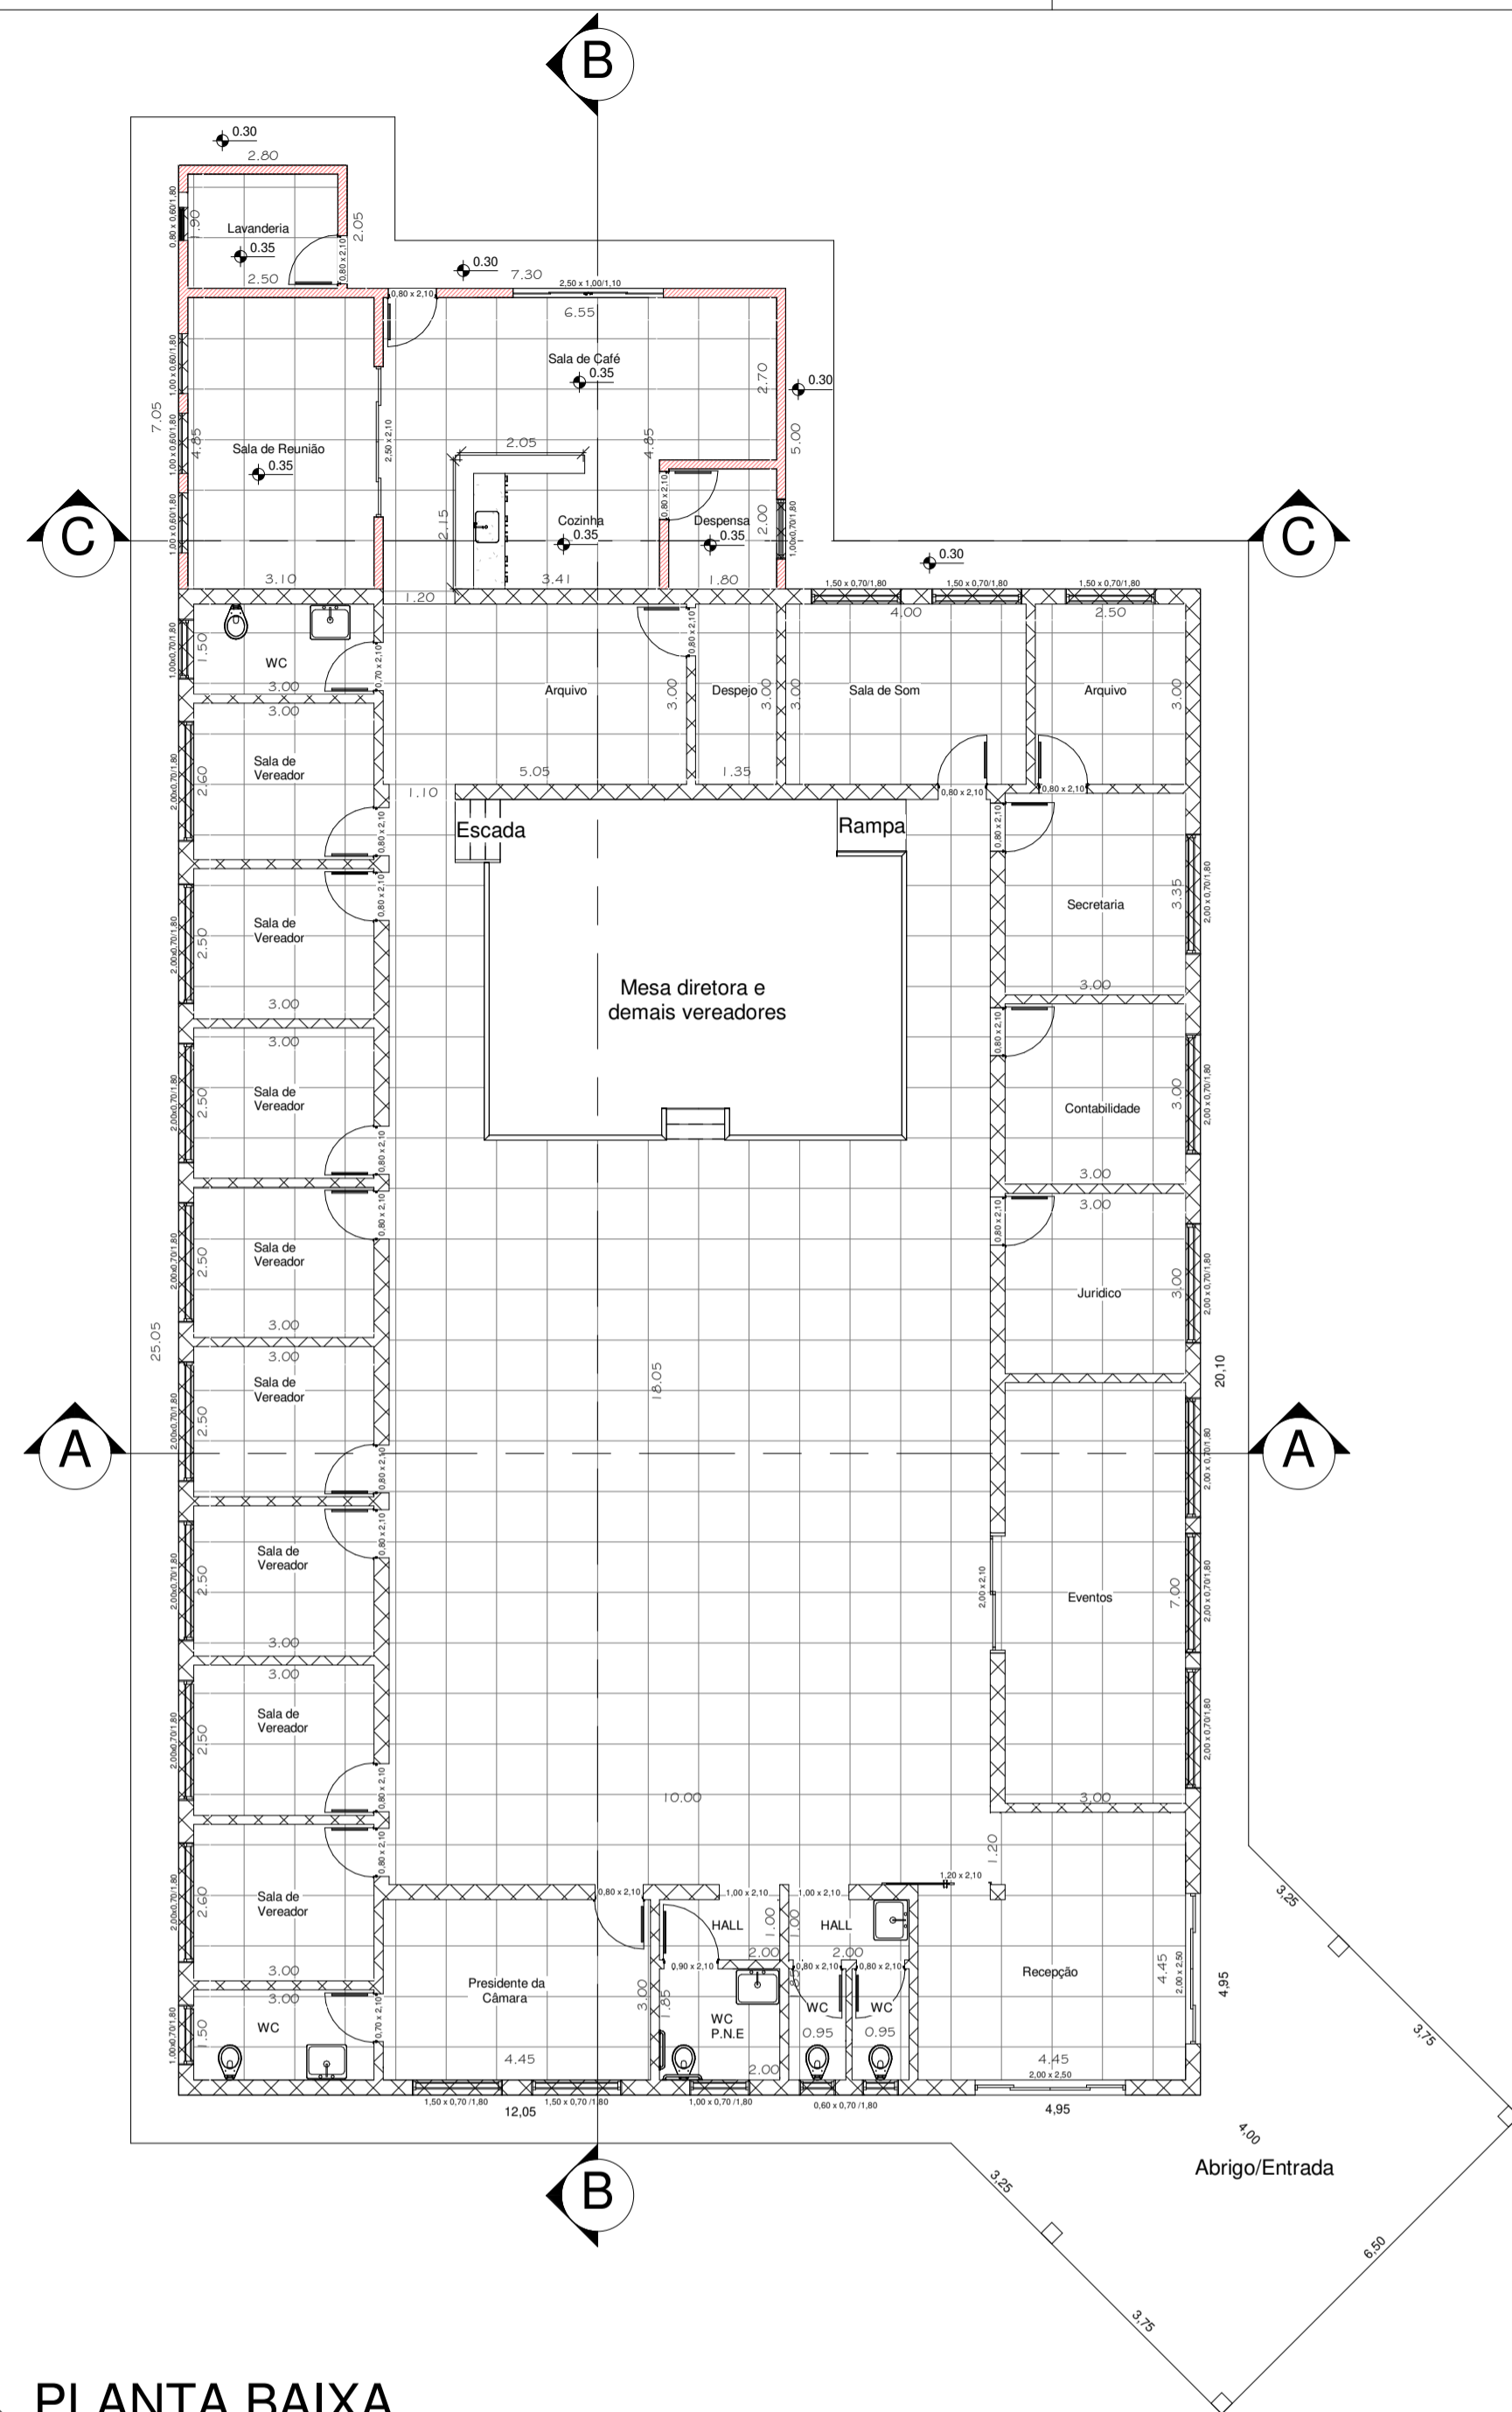 B
0.30
2.80
0.80 x 0.60/1.80
1.90
Lavanderia
0.35
2.05
0,80 x 2,10
2.50
0.30
7.30
2,50 x 1,00/1,10
0,80 x 2,10
6.55
Sala de Café
0.35
2.70
0.30
1,00 x 0,60/1,80
7.05
1,00 x 0,60/1,80
4.85
Sala de Reunião
0.35
2,50 x 2,10
2.05
4.85
5.00
C
1,00 x 0,60/1,80
2.15
Cozinha
0.35
0,80 x 2,10
Despensa
0.35
2.00
1,00x0,70/1,80
C
0.30
3.10
1.20
3.41
1.80
1,50 x 0,70/1,80
1,50 x 0,70/1,80
1,50 x 0,70/1,80
4.00
2.50
1,00x0,70/1,80
1.50
WC
3.00
0,70 x 2,10
0,80 x 2,10
Arquivo
3.00
Despejo
3.00
3.00
Sala de Som
Arquivo
3.00
3.00
2,00x0,70/1,80
2.60
Sala de
Vereador
0,80 x 2,10
1.10
5.05
1.35
0,80 x 2,10
0,80 x 2,10
Escada
Rampa
0,80 x 2,10
0,80 x 2,10
2,00x0,70/1,80
2.50
Sala de
Vereador
3.00
Secretaria
3.35
2,00 x 0,70/1,80
3.00
Mesa diretora e
demais vereadores
3.00
2,00x0,70/1,80
2.50
Sala de
Vereador
0,80 x 2,10
0,80 x 2,10
Contabilidade
3.00
2,00 x 0,70/1,80
3.00
0,80 x 2,10
2,00x0,70/1,80
2.50
Sala de
Vereador
3.00
3.00
0,80 x 2,10
Juridico
3.00
2,00 x 0,70/1,80
25.05
3.00
18.05
20,10
2,00x0,70/1,80
2.50
Sala de
Vereador
0,80 x 2,10
A
A
2,00 x 0,70/1,80
0,80 x 2,10
2,00x0,70/1,80
2.50
Sala de
Vereador
3.00
2,00 x 2,10
Eventos
7.00
2,00 x 0,70/1,80
3.00
2,00x0,70/1,80
2.50
Sala de
Vereador
0,80 x 2,10
2,00 x 0,70/1,80
10.00
3.00
0,80 x 2,10
1.20
2,00x0,70/1,80
2.60
Sala de
Vereador
3.00
0,80 x 2,10
1,00 x 2,10
1,00 x 2,10
1,20 x 2,10
3,25
HALL
1.00
1.00
HALL
2.00
2.00
0,90 x 2,10
0,80 x 2,10
0,80 x 2,10
3.00
1,00x0,70/1,80
1.50
WC
0,70 x 2,10
Presidente da
Câmara
3.00
1.85
WC
P.N.E
WC
WC
0.95
0.95
Recepção
4.45
2,00 x 2,50
4,95
3,75
4.45
2.00
4.45
2,00 x 2,50
1,50 x 0,70 /1,80
1,50 x 0,70 /1,80
1,00 x 0,70 /1,80
0,60 x 0,70 /1,80
12,05
4,95
4,00
Abrigo/Entrada
3,25
B
6,50
3,75
PLANTA BAIXA